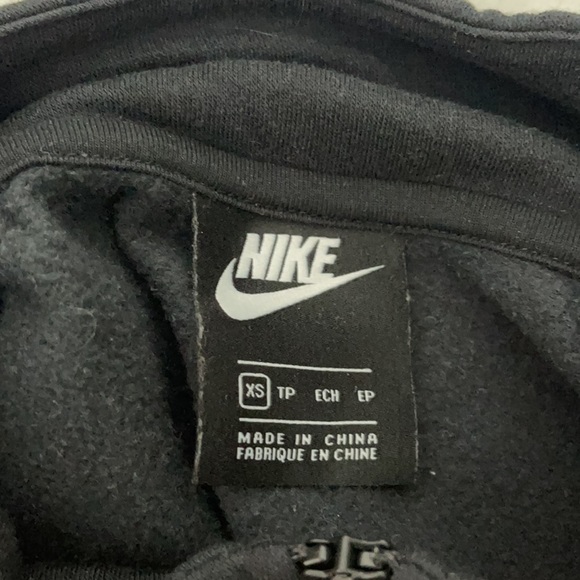 NIKE
XS TP ECH EP
MADE IN CHINA
FABRIQUE EN CHINE